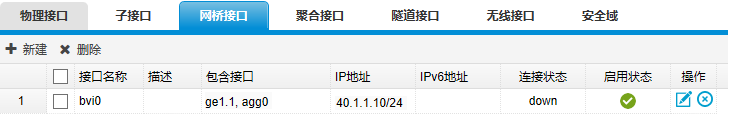 物理接口 子接口 网桥接口 聚合接口 隧道接口 无线接口 安全域
新建 删除
接口名称 描述 包含接口 IP地址 IPv6地址 连接状态 启用状态 操作
1 bvi0 ge1.1, agg0 40.1.1.10/24 down